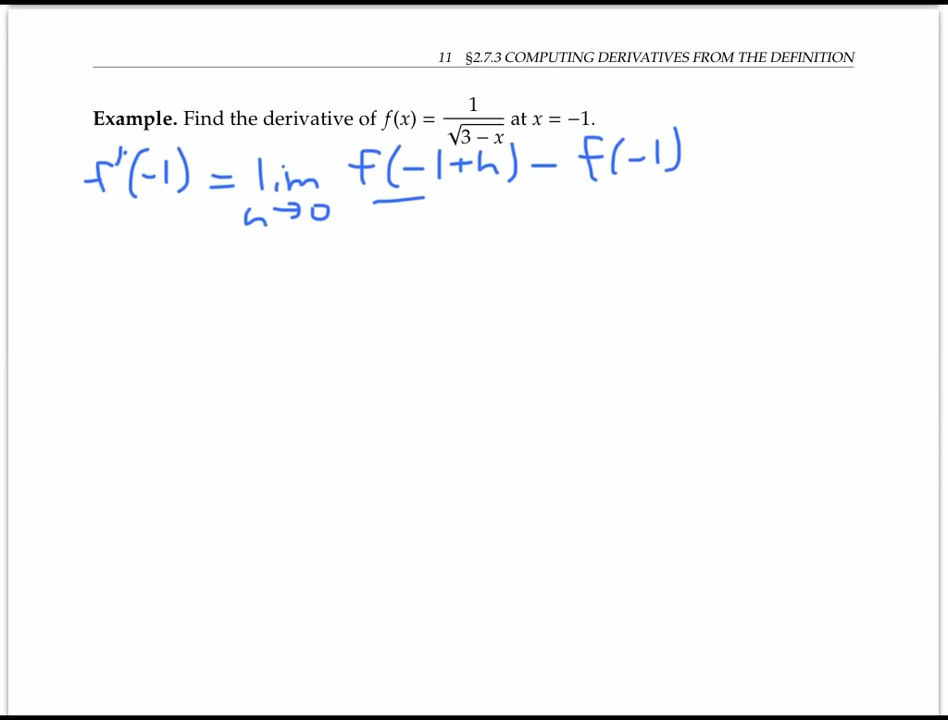 11 §2.7.3 COMPUTING DERIVATIVES FROM THE DEFINITION
Example. Find the derivative of f(x) = 1/√(3 − x) at x = −1.
f'(-1) = lim f(-1+h) - f(-1)
h→0